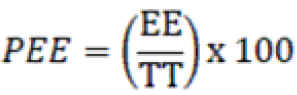 PEE = (EE/TT) x 100